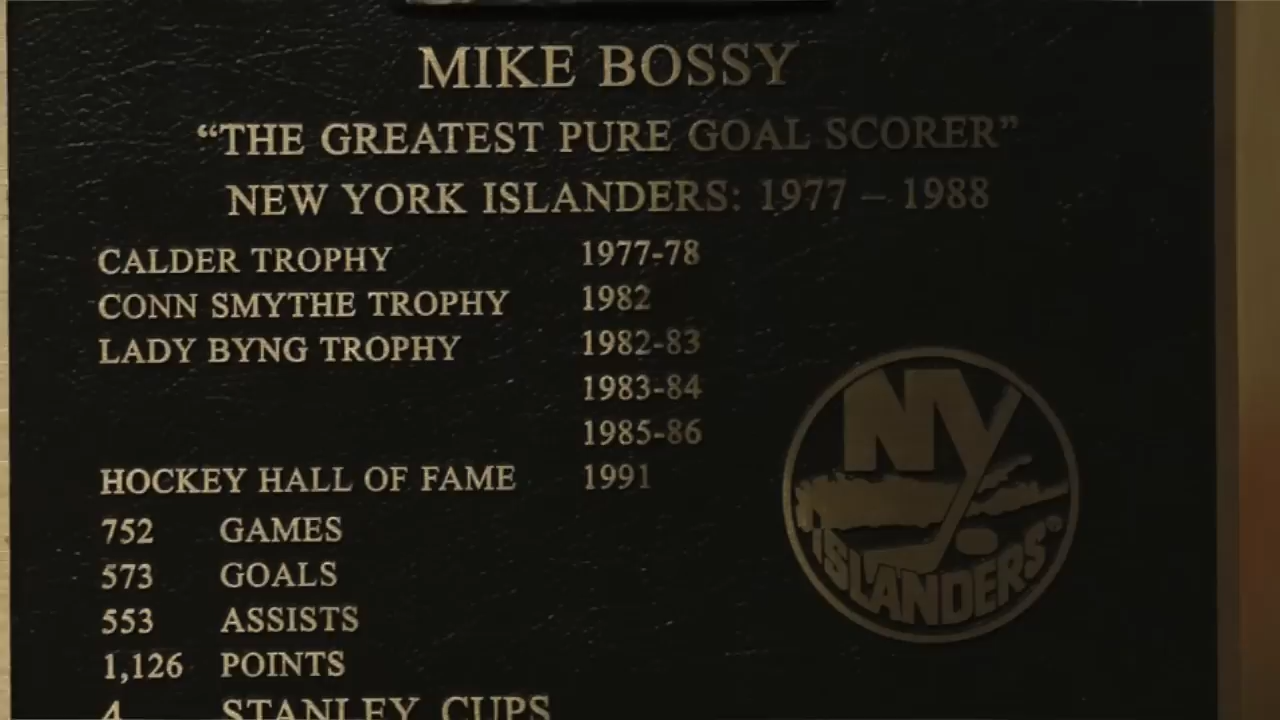 MIKE BOSSY
“THE GREATEST PURE GOAL SCORER”
NEW YORK ISLANDERS: 1977 – 1988
CALDER TROPHY 1977-78
CONN SMYTHE TROPHY 1982
LADY BYNG TROPHY 1982-83
1983-84
1985-86
HOCKEY HALL OF FAME 1991
752 GAMES
573 GOALS
553 ASSISTS
1,126 POINTS
4 STANLEY CUPS
NY
ISLANDERS